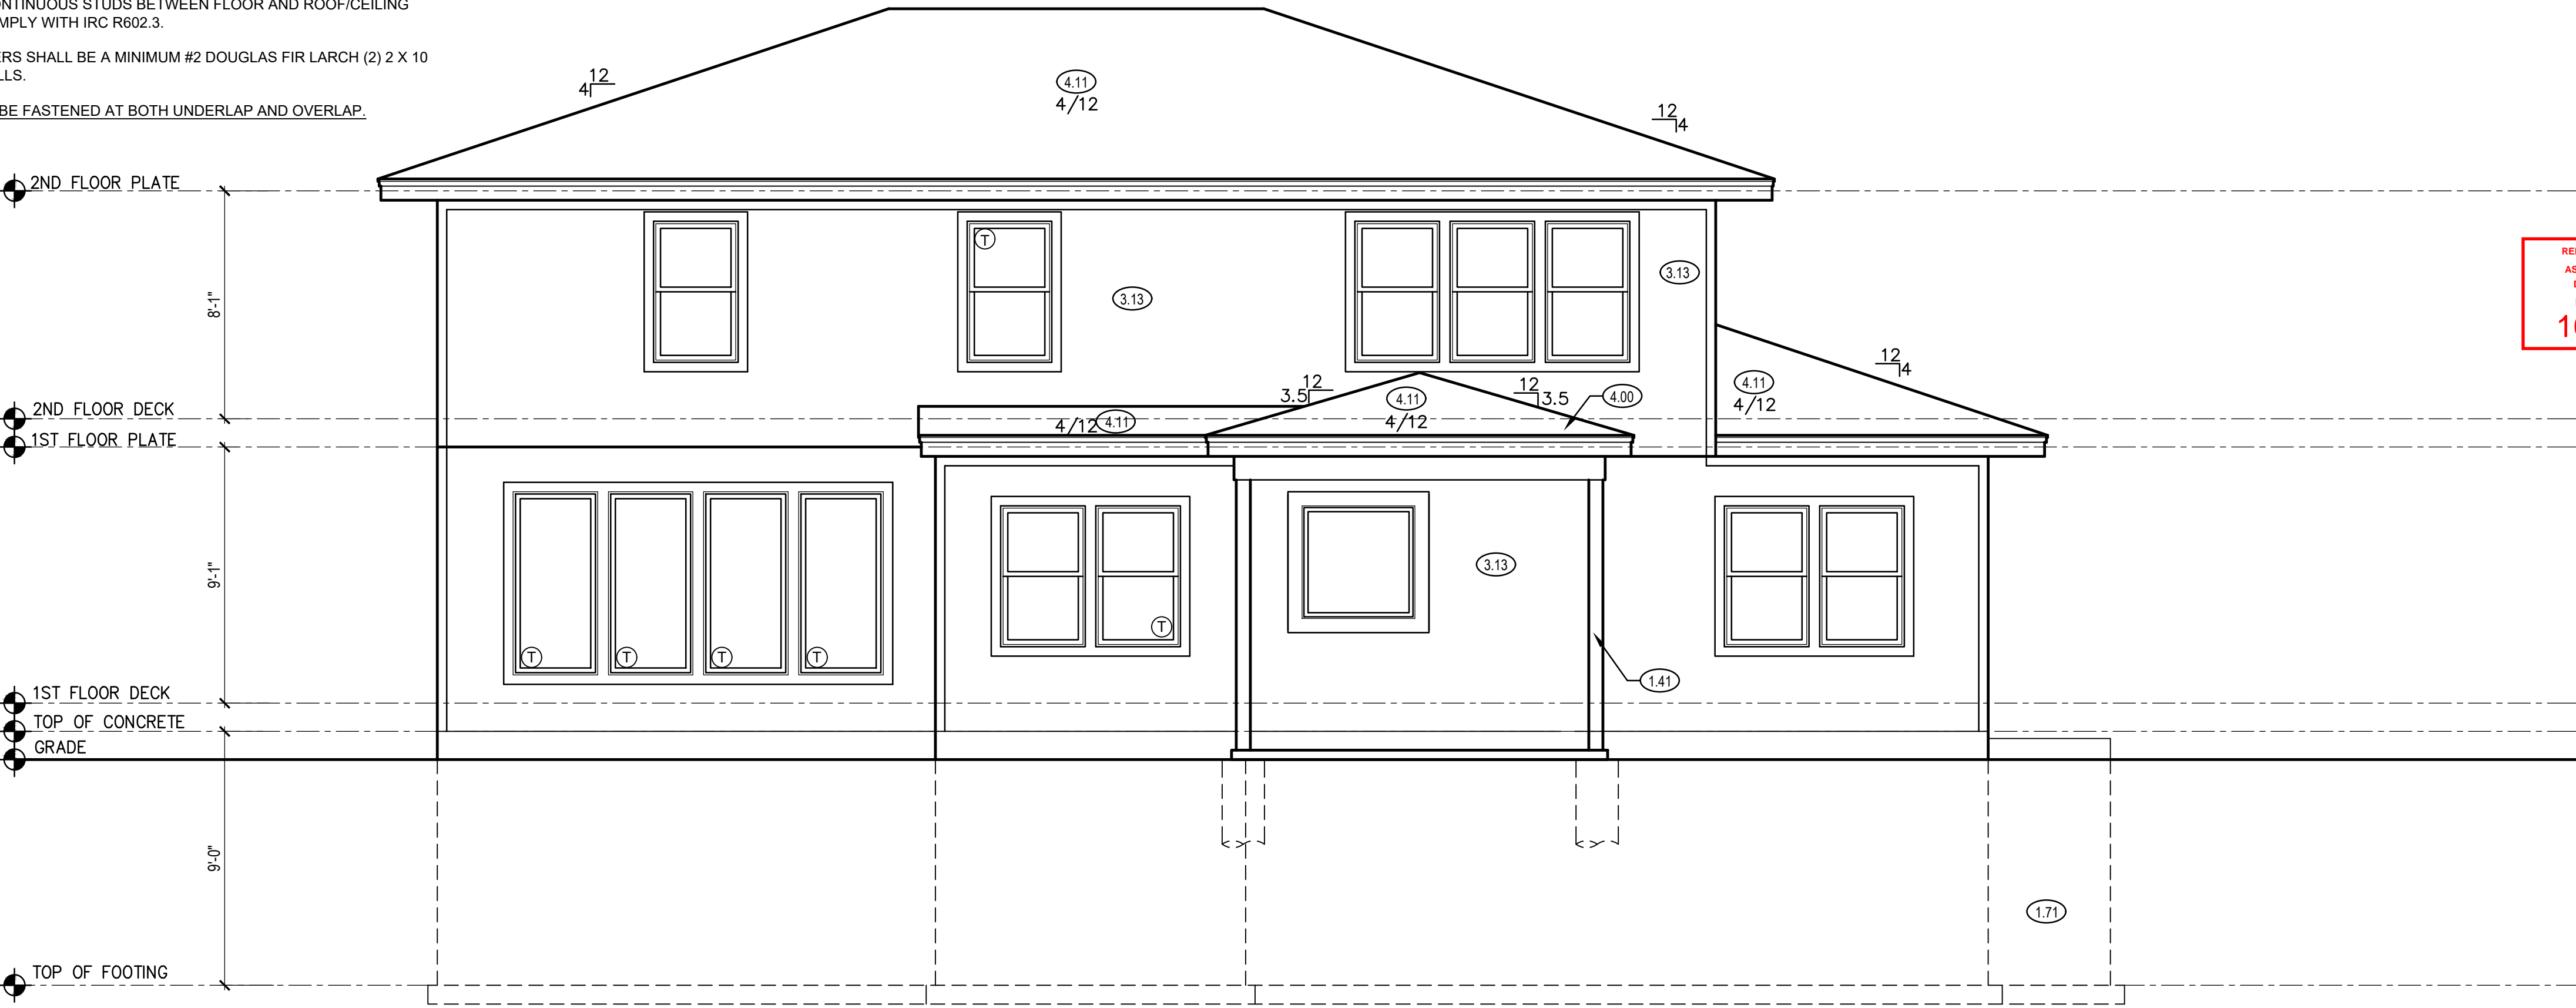 CONTINUOUS STUDS BETWEEN FLOOR AND ROOF/CEILING
WITH IRC R602.3.
SHALL BE A MINIMUM #2 DOUGLAS FIR LARCH (2) 2 X 10
BE FASTENED AT BOTH UNDERLAP AND OVERLAP.
12
4
4.11
4/12
12
4
2ND FLOOR PLATE
T
3.13
3.13
8'-1"
12
4
12
3.5
12
3.5
4.11
4/12
4.11
4/12
4.00
4/12
4.11
2ND FLOOR DECK
1ST FLOOR PLATE
9'-1"
3.13
T
T
T
T
T
1.41
1ST FLOOR DECK
TOP OF CONCRETE
GRADE
9'-0"
1.71
TOP OF FOOTING